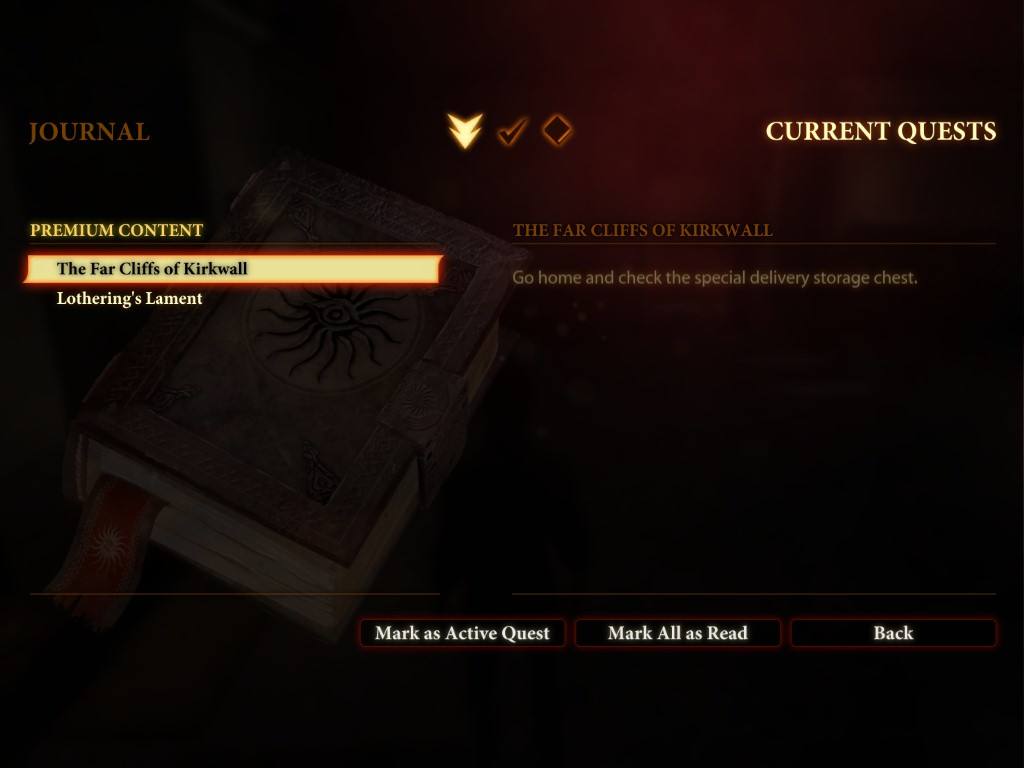 JOURNAL
CURRENT QUESTS
PREMIUM CONTENT
The Far Cliffs of Kirkwall
Lothering's Lament
THE FAR CLIFFS OF KIRKWALL
Go home and check the special delivery storage chest.
Mark as Active Quest
Mark All as Read
Back